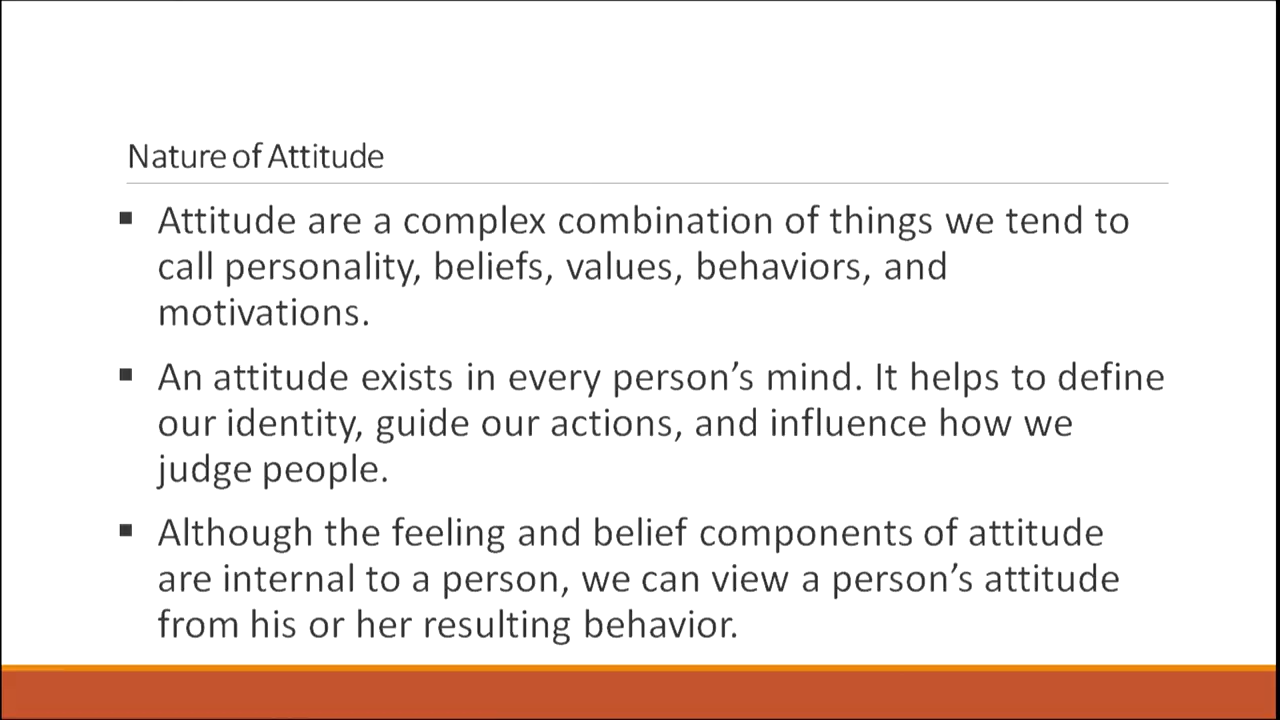 Nature of Attitude
▪ Attitude are a complex combination of things we tend to
call personality, beliefs, values, behaviors, and
motivations.
▪ An attitude exists in every person’s mind. It helps to define
our identity, guide our actions, and influence how we
judge people.
▪ Although the feeling and belief components of attitude
are internal to a person, we can view a person’s attitude
from his or her resulting behavior.